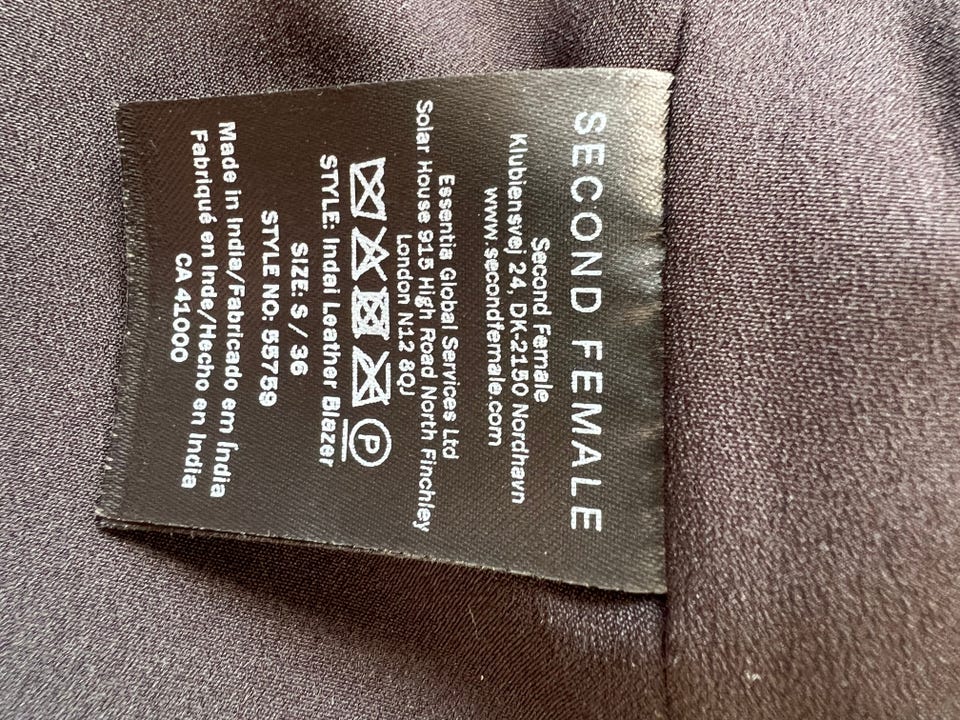 SECOND FEMALE
Second Female
Klubiensvej 24, DK-2150 Nordhavn
www.secondfemale.com
Essentia Global Services Ltd
Solar House 915 High Road North Finchley
London N12 8QJ
P
STYLE: Indai Leather Blazer
SIZE: S / 36
STYLE NO: 55759
Made in India/Fabricado em Índia
Fabriqué en Inde/Hecho en India
CA 41000